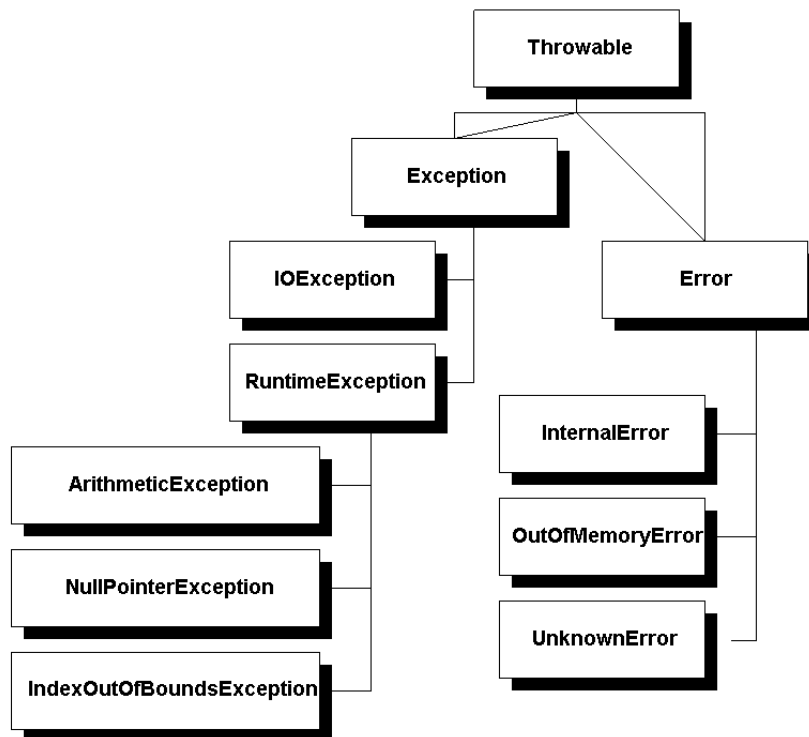 Throwable
Exception
IOException
Error
RuntimeException
InternalError
ArithmeticException
OutOfMemoryError
NullPointerException
UnknownError
IndexOutOfBoundsException